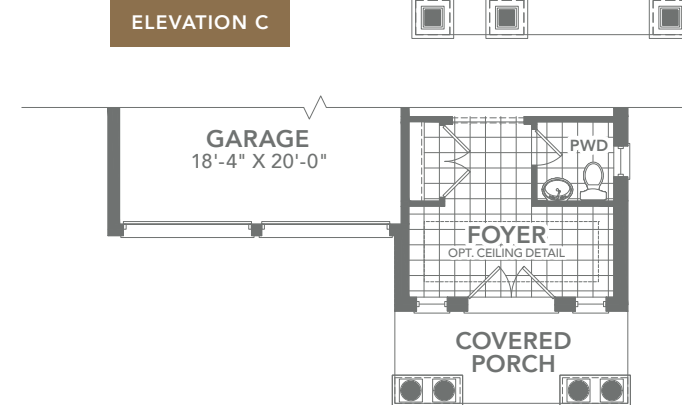 ELEVATION C
GARAGE
18'-4" X 20'-0"
PWD
FOYER
OPT. CEILING DETAIL
COVERED
PORCH